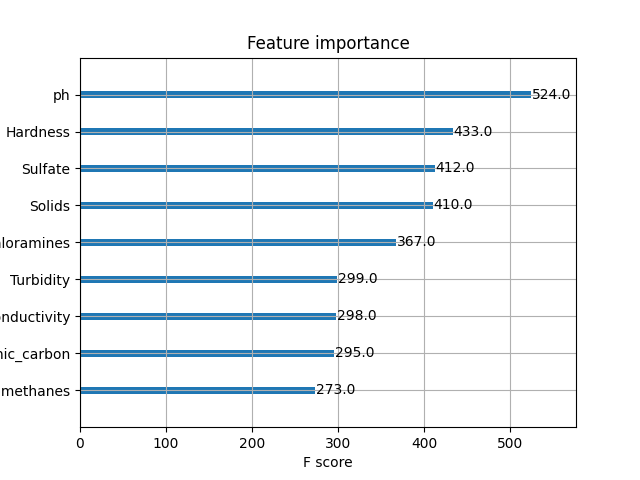 Feature importance
ph 524.0
Hardness 433.0
Sulfate 412.0
Solids 410.0
loramines 367.0
Turbidity 299.0
nductivity 298.0
nic_carbon 295.0
methanes 273.0
0 100 200 300 400 500
F score